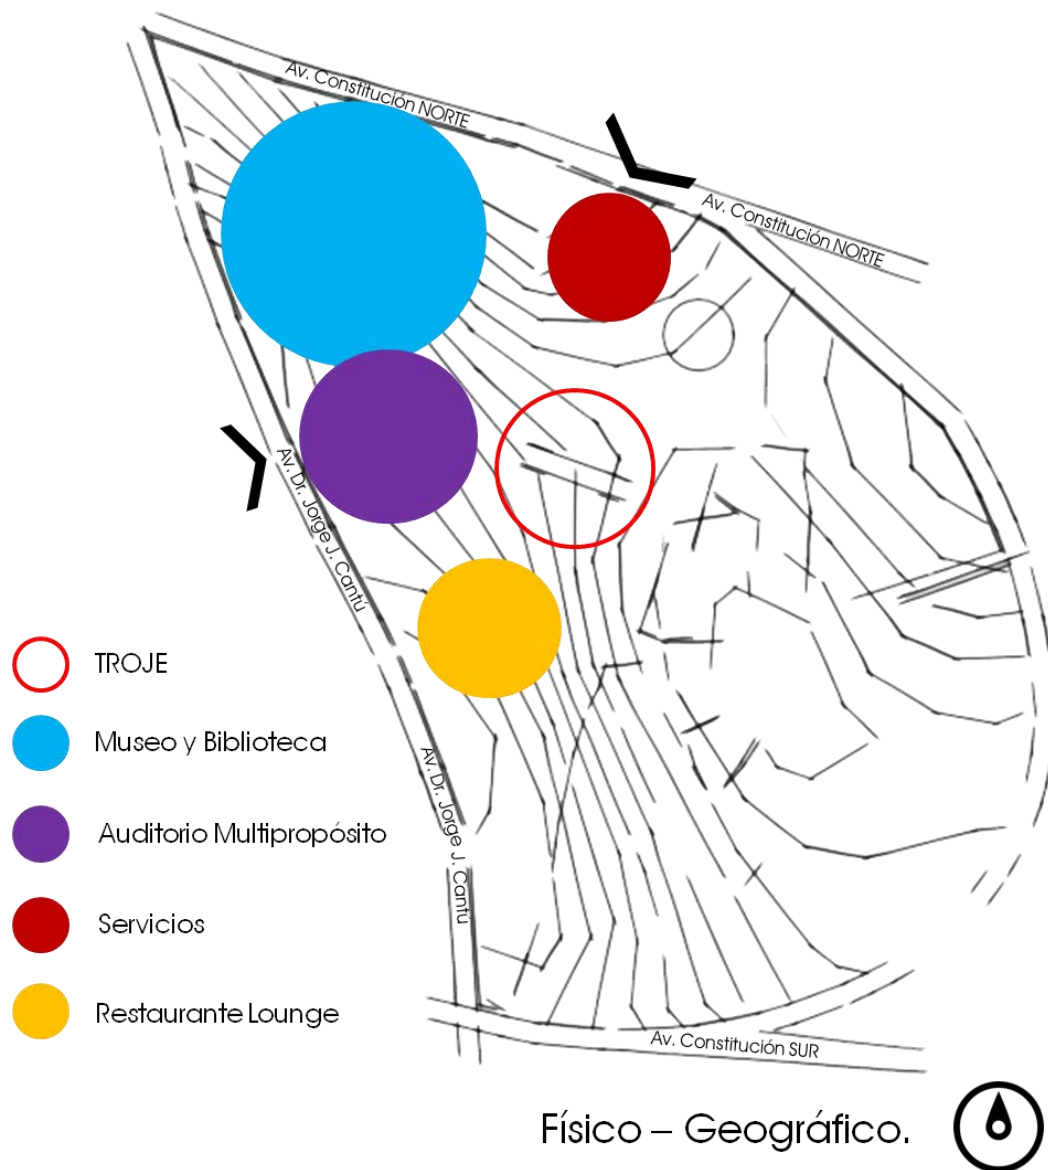 Av. Constitución NORTE
Av. Constitución NORTE
Av. Dr. Jorge J. Cantú
TROJE
Museo y Biblioteca
Av. Dr. Jorge J. Cantú
Auditorio Multipropósito
Servicios
Restaurante Lounge
Av. Constitución SUR
Físico – Geográfico.